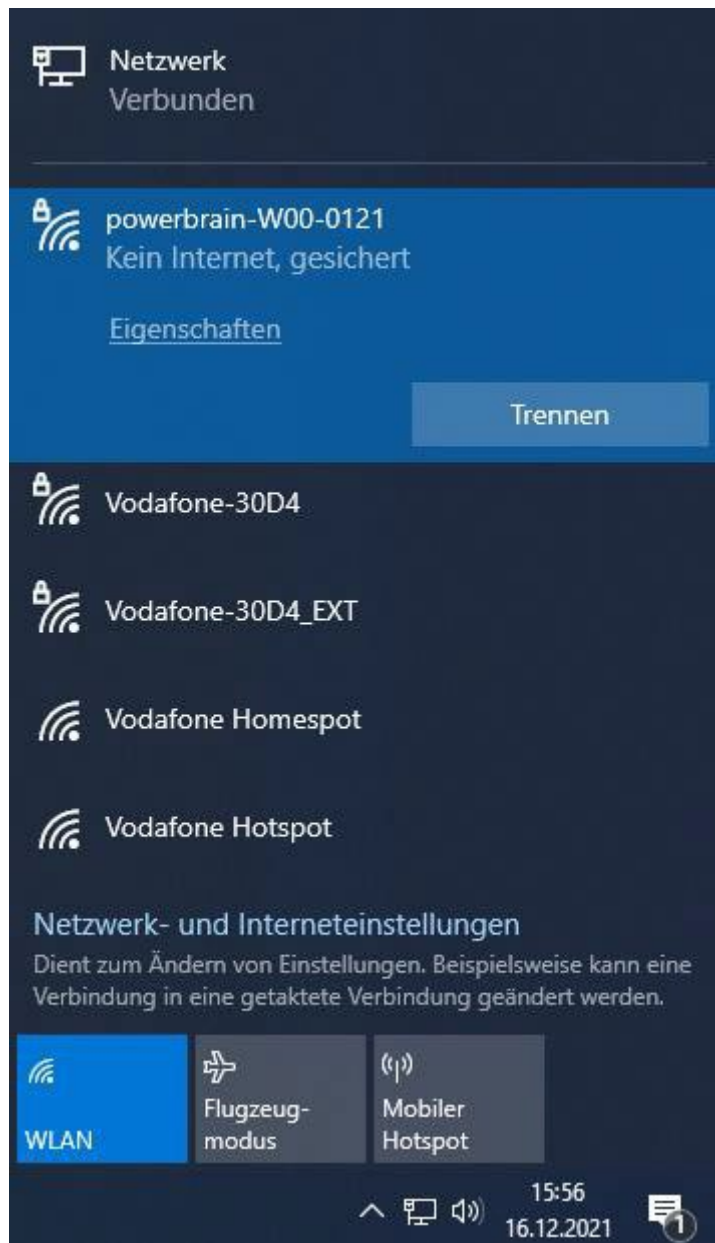 Netzwerk
Verbunden
powerbrain-W00-0121
Kein Internet, gesichert
Eigenschaften
Trennen
Vodafone-30D4
Vodafone-30D4_EXT
Vodafone Homespot
Vodafone Hotspot
Netzwerk- und Interneteinstellungen
Dient zum Ändern von Einstellungen. Beispielsweise kann eine
Verbindung in eine getaktete Verbindung geändert werden.
WLAN
Flugzeug-
modus
Mobiler
Hotspot
15:56
16.12.2021
1